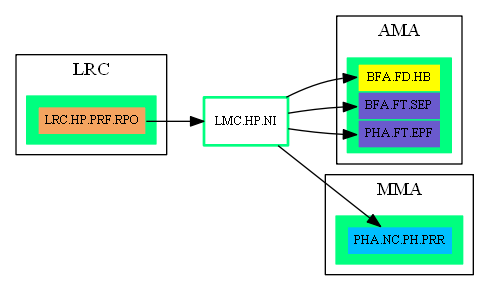 LRC
LRC.HP.PRF.RPO
LMC.HP.NI
AMA
BFA.FD.HB
BFA.FT.SEP
PHA.FT.EPF
MMA
PHA.NC.PH.PRR